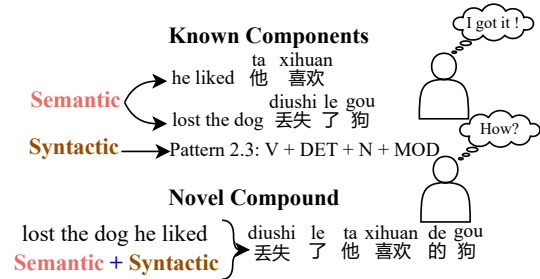 I got it !
Known Components
ta xihuan
he liked 他 喜欢
Semantic
diushi le gou
lost the dog 丢失 了 狗
How?
Syntactic Pattern 2.3: V + DET + N + MOD
Novel Compound
lost the dog he liked
diushi le ta xihuan de gou
Semantic + Syntactic
丢失 了 他 喜欢 的 狗